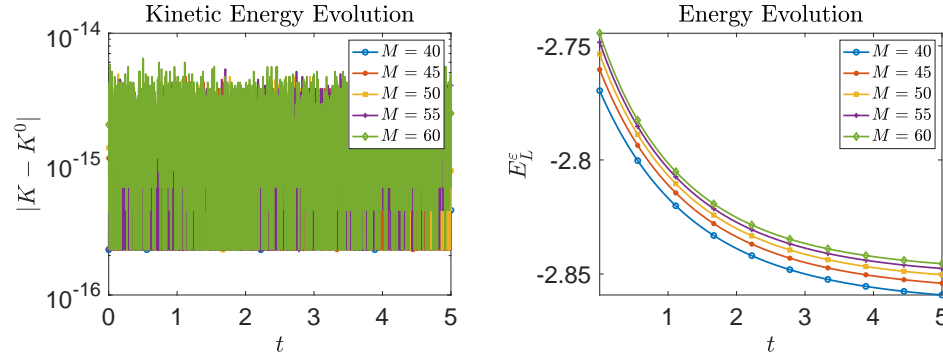 Kinetic Energy Evolution
10^-14
10^-15
10^-16
|K − K^0|
M = 40
M = 45
M = 50
M = 55
M = 60
0 1 2 3 4 5
t
Energy Evolution
-2.75
-2.8
-2.85
E_L^ε
M = 40
M = 45
M = 50
M = 55
M = 60
1 2 3 4 5
t